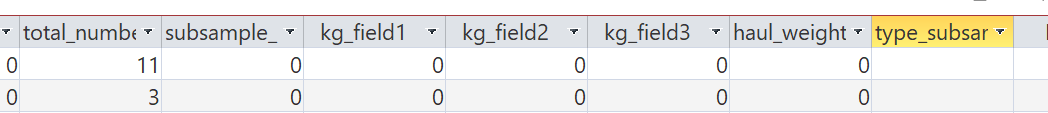 total_numbe subsample_ kg_field1 kg_field2 kg_field3 haul_weight type_subsar
0 11 0 0 0 0 0
0 3 0 0 0 0 0